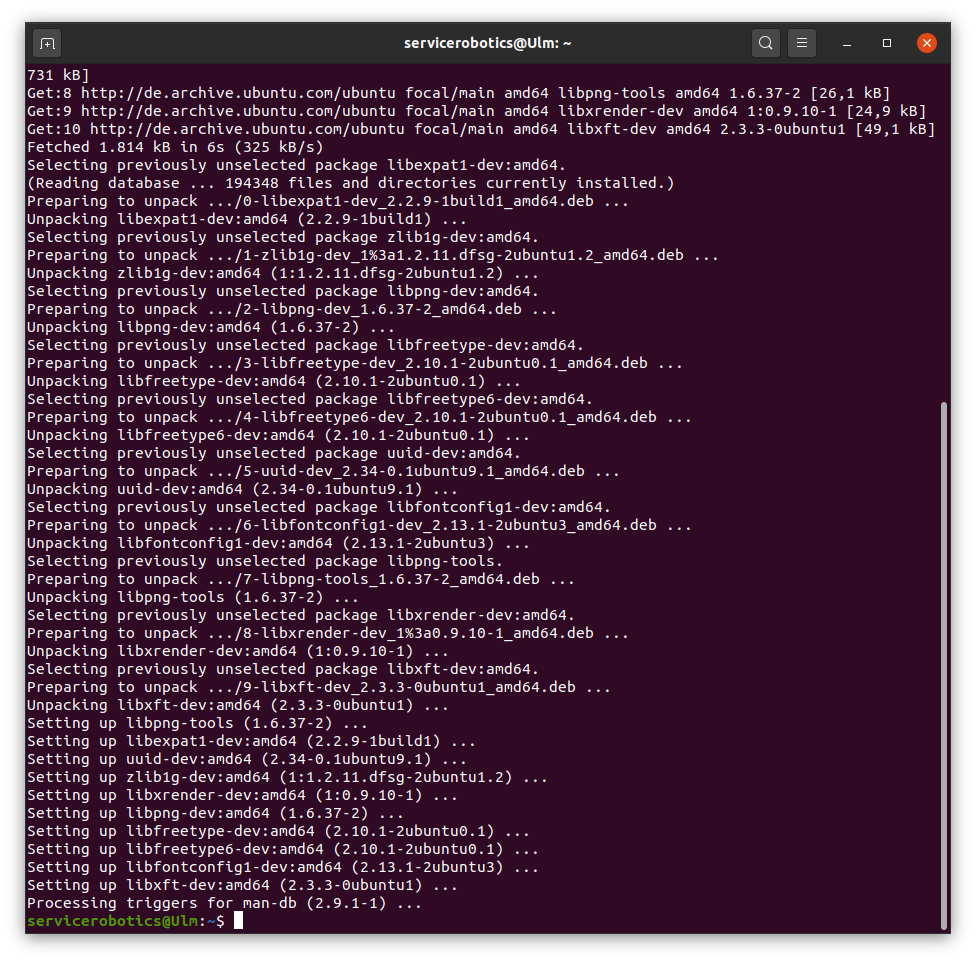 servicerobotics@Ulm: ~
731 kB]
Get:8 http://de.archive.ubuntu.com/ubuntu focal/main amd64 libpng-tools amd64 1.6.37-2 [26,1 kB]
Get:9 http://de.archive.ubuntu.com/ubuntu focal/main amd64 libxrender-dev amd64 1:0.9.10-1 [24,9 kB]
Get:10 http://de.archive.ubuntu.com/ubuntu focal/main amd64 libxft-dev amd64 2.3.3-0ubuntu1 [49,1 kB]
Fetched 1.814 kB in 6s (325 kB/s)
Selecting previously unselected package libexpat1-dev:amd64.
(Reading database ... 194348 files and directories currently installed.)
Preparing to unpack .../0-libexpat1-dev_2.2.9-1build1_amd64.deb ...
Unpacking libexpat1-dev:amd64 (2.2.9-1build1) ...
Selecting previously unselected package zlib1g-dev:amd64.
Preparing to unpack .../1-zlib1g-dev_1%3a1.2.11.dfsg-2ubuntu1.2_amd64.deb ...
Unpacking zlib1g-dev:amd64 (1:1.2.11.dfsg-2ubuntu1.2) ...
Selecting previously unselected package libpng-dev:amd64.
Preparing to unpack .../2-libpng-dev_1.6.37-2_amd64.deb ...
Unpacking libpng-dev:amd64 (1.6.37-2) ...
Selecting previously unselected package libfreetype-dev:amd64.
Preparing to unpack .../3-libfreetype-dev_2.10.1-2ubuntu0.1_amd64.deb ...
Unpacking libfreetype-dev:amd64 (2.10.1-2ubuntu0.1) ...
Selecting previously unselected package libfreetype6-dev:amd64.
Preparing to unpack .../4-libfreetype6-dev_2.10.1-2ubuntu0.1_amd64.deb ...
Unpacking libfreetype6-dev:amd64 (2.10.1-2ubuntu0.1) ...
Selecting previously unselected package uuid-dev:amd64.
Preparing to unpack .../5-uuid-dev_2.34-0.1ubuntu9.1_amd64.deb ...
Unpacking uuid-dev:amd64 (2.34-0.1ubuntu9.1) ...
Selecting previously unselected package libfontconfig1-dev:amd64.
Preparing to unpack .../6-libfontconfig1-dev_2.13.1-2ubuntu3_amd64.deb ...
Unpacking libfontconfig1-dev:amd64 (2.13.1-2ubuntu3) ...
Selecting previously unselected package libpng-tools.
Preparing to unpack .../7-libpng-tools_1.6.37-2_amd64.deb ...
Unpacking libpng-tools (1.6.37-2) ...
Selecting previously unselected package libxrender-dev:amd64.
Preparing to unpack .../8-libxrender-dev_1%3a0.9.10-1_amd64.deb ...
Unpacking libxrender-dev:amd64 (1:0.9.10-1) ...
Selecting previously unselected package libxft-dev:amd64.
Preparing to unpack .../9-libxft-dev_2.3.3-0ubuntu1_amd64.deb ...
Unpacking libxft-dev:amd64 (2.3.3-0ubuntu1) ...
Setting up libpng-tools (1.6.37-2) ...
Setting up libexpat1-dev:amd64 (2.2.9-1build1) ...
Setting up uuid-dev:amd64 (2.34-0.1ubuntu9.1) ...
Setting up zlib1g-dev:amd64 (1:1.2.11.dfsg-2ubuntu1.2) ...
Setting up libxrender-dev:amd64 (1:0.9.10-1) ...
Setting up libpng-dev:amd64 (1.6.37-2) ...
Setting up libfreetype-dev:amd64 (2.10.1-2ubuntu0.1) ...
Setting up libfreetype6-dev:amd64 (2.10.1-2ubuntu0.1) ...
Setting up libfontconfig1-dev:amd64 (2.13.1-2ubuntu3) ...
Setting up libxft-dev:amd64 (2.3.3-0ubuntu1) ...
Processing triggers for man-db (2.9.1-1) ...
servicerobotics@Ulm:~$